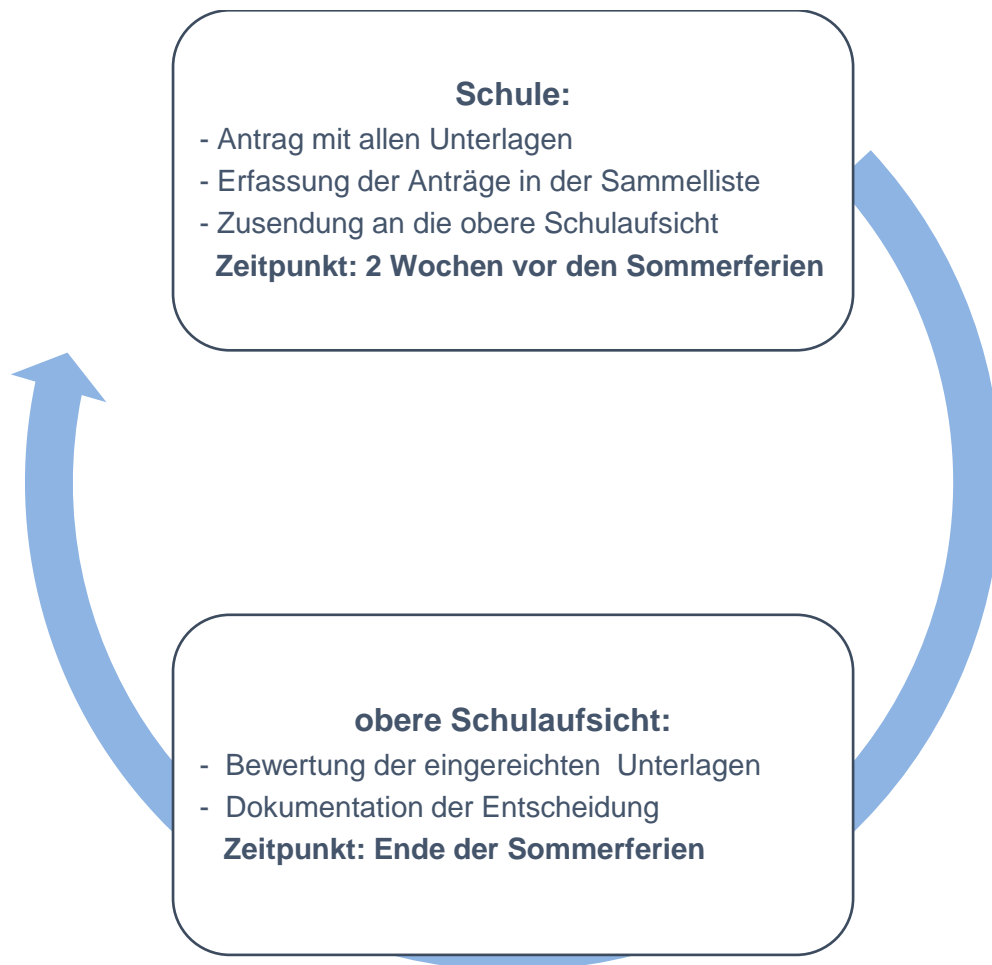 Schule:
- Antrag mit allen Unterlagen
- Erfassung der Anträge in der Sammelliste
- Zusendung an die obere Schulaufsicht
Zeitpunkt: 2 Wochen vor den Sommerferien
obere Schulaufsicht:
- Bewertung der eingereichten Unterlagen
- Dokumentation der Entscheidung
Zeitpunkt: Ende der Sommerferien